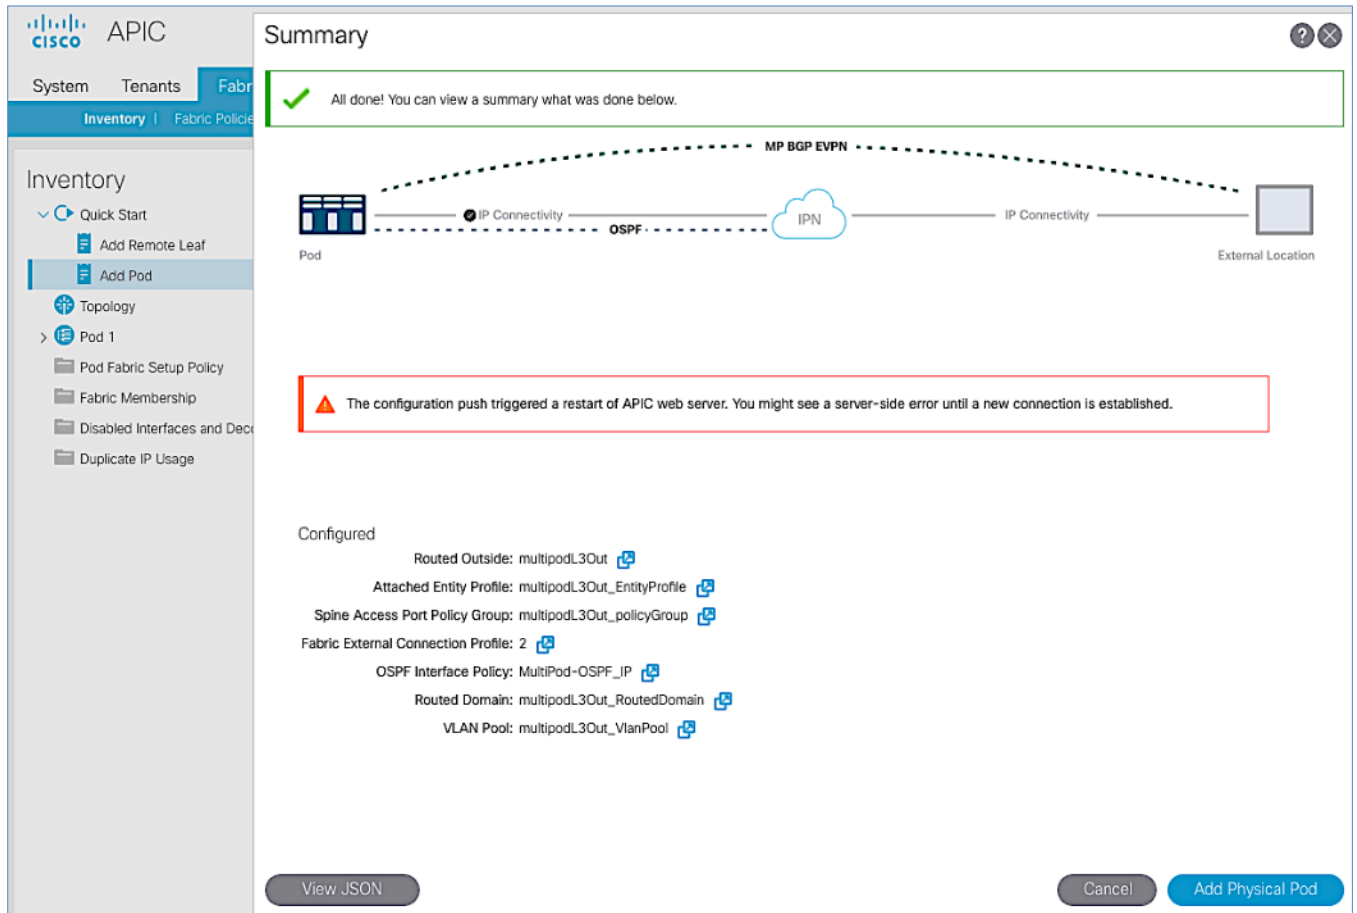 CISCO
APIC
System
Tenants
Fabr
Inventory
Fabric Policie
Inventory
Quick Start
Add Remote Leaf
Add Pod
Topology
Pod 1
Pod Fabric Setup Policy
Fabric Membership
Disabled Interfaces and Deco
Duplicate IP Usage
Summary
?
All done! You can view a summary what was done below.
MP BGP EVPN
IP Connectivity
IPN
IP Connectivity
OSPF
Pod
External Location
The configuration push triggered a restart of APIC web server. You might see a server-side error until a new connection is established.
Configured
Routed Outside: multipodL3Out
Attached Entity Profile: multipodL3Out_EntityProfile
Spine Access Port Policy Group: multipodL3Out_policyGroup
Fabric External Connection Profile: 2
OSPF Interface Policy: MultiPod-OSPF_IP
Routed Domain: multipodL3Out_RoutedDomain
VLAN Pool: multipodL3Out_VlanPool
View JSON
Cancel
Add Physical Pod